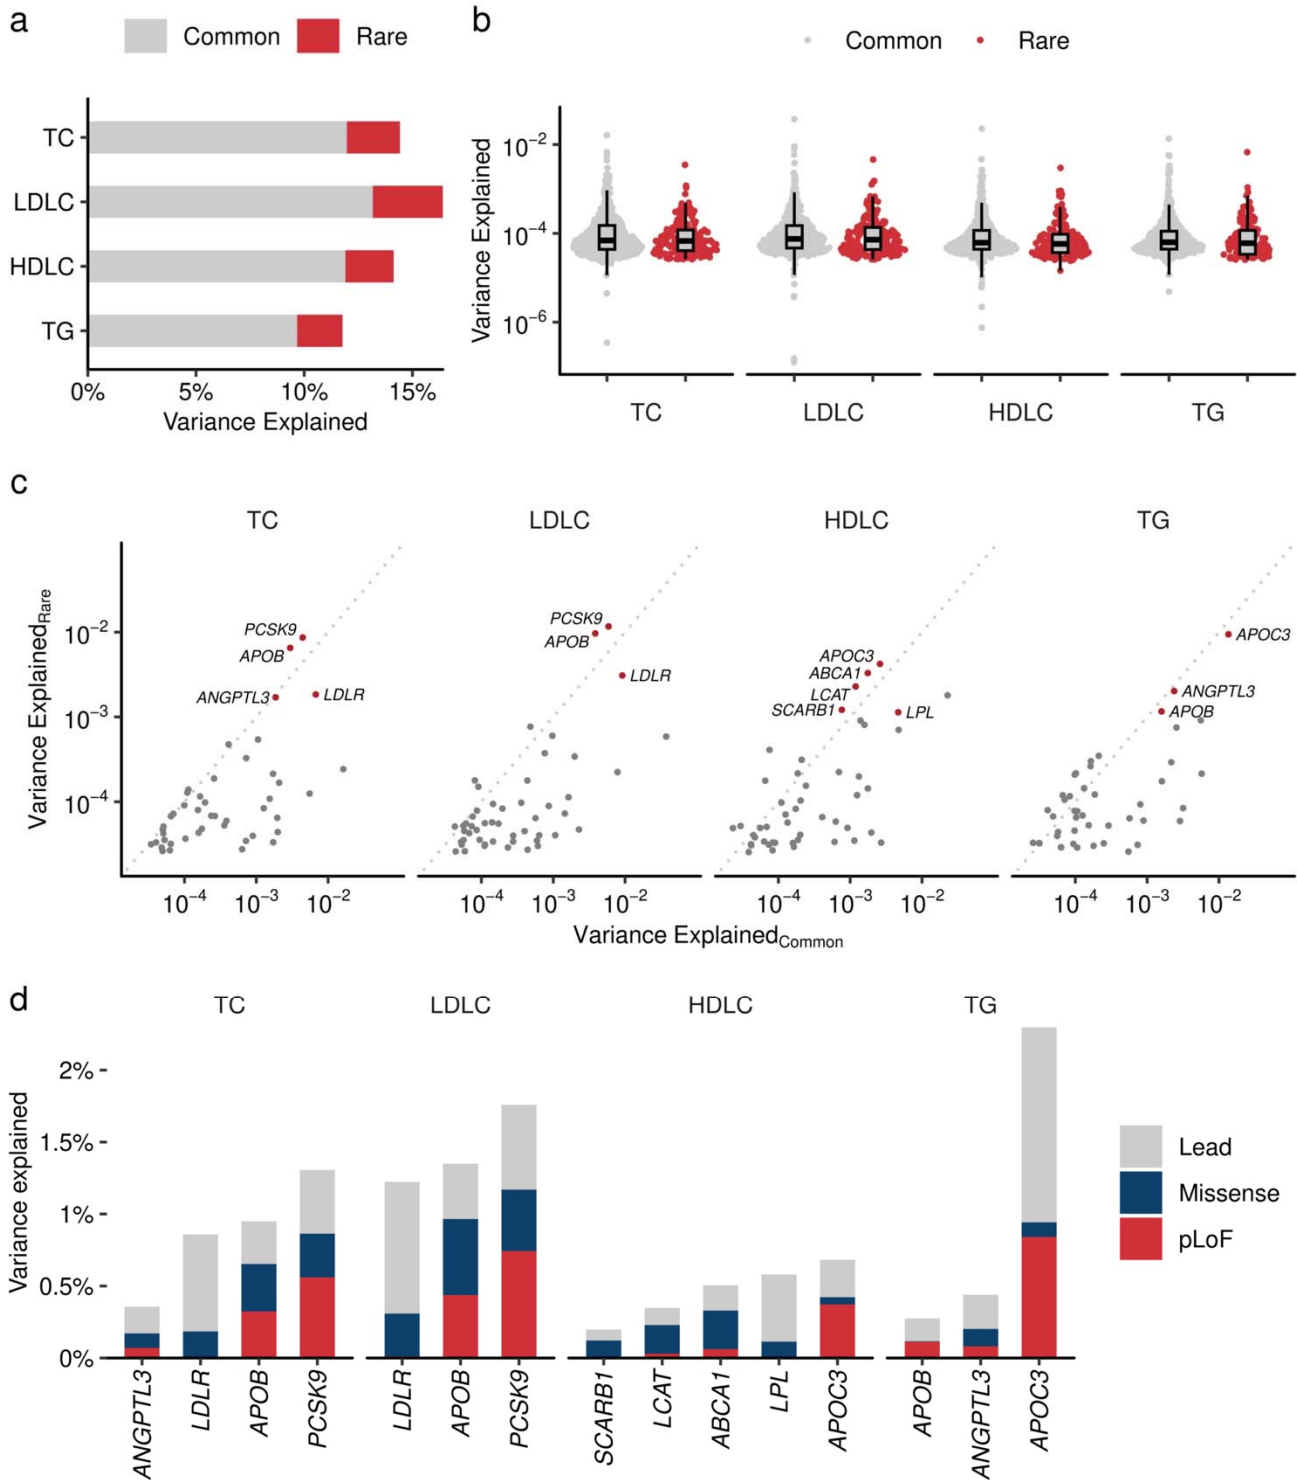 a
Common Rare
TC
LDLC
HDLC
TG
0% 5% 10% 15%
Variance Explained
b
Common Rare
Variance Explained
10⁻²
10⁻⁴
10⁻⁶
TC LDLC HDLC TG
c
TC LDLC HDLC TG
Variance Explained_Rare
10⁻²
10⁻³
10⁻⁴
PCSK9
APOB
ANGPTL3
LDLR
PCSK9
APOB
LDLR
APOC3
ABCA1
LCAT
SCARB1
LPL
APOC3
ANGPTL3
APOB
10⁻⁴ 10⁻³ 10⁻² 10⁻⁴ 10⁻³ 10⁻² 10⁻⁴ 10⁻³ 10⁻² 10⁻⁴ 10⁻³ 10⁻²
Variance Explained_Common
d
TC LDLC HDLC TG
Variance explained
2%
1.5%
1%
0.5%
0%
ANGPTL3 LDLR APOB PCSK9 LDLR APOB PCSK9 SCARB1 LCAT ABCA1 LPL APOC3 APOB ANGPTL3 APOC3
Lead
Missense
pLoF